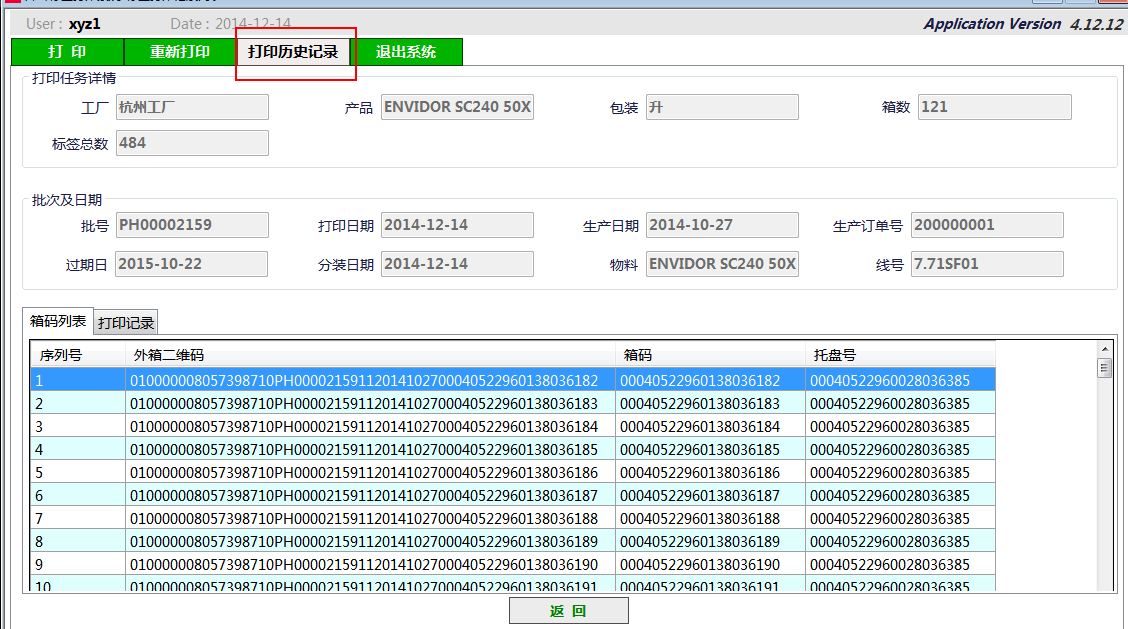 User : xyz1 Date : 2014-12-14 Application Version 4.12.12
打 印 重新打印 打印历史记录 退出系统
打印任务详情
工厂 杭州工厂 产品 ENVIDOR SC240 50X 包装 升 箱数 121
标签总数 484
批次及日期
批号 PH00002159 打印日期 2014-12-14 生产日期 2014-10-27 生产订单号 200000001
过期日 2015-10-22 分装日期 2014-12-14 物料 ENVIDOR SC240 50X 线号 7.71SF01
箱码列表 打印记录
序列号 外箱二维码 箱码 托盘号
1 010000008057398710PH000021591120141027000405229601380361​82 00040522960138036182 00040522960028036385
2 010000008057398710PH000021591120141027000405229​60138036183 00040522960138036183 00040522960028036385
3 010000008057398710PH00002159112014102700040522960138036184 00040522960138036184 00040522960028036385
4 010000008057398710PH00002159112014102700040522960138036185 00040522960138036185 00040522960028036385
5 010000008057398710PH00002159112014102700040522960138036186 00040522960138036186 00040522960028036385
6 010000008057398710PH00002159112014102700040522960138036187 00040522960138036187 00040522960028036385
7 010000008057398710PH00002159112014102700040522960138036188 00040522960138036188 00040522960028036385
8 010000008057398710PH00002159112014102700040522960138036189 00040522960138036189 00040522960028036385
9 010000008057398710PH00002159112014102700040522960138036190 00040522960138036190 00040522960028036385
10 010000008057398710PH00002159112014102700040522960138036191 00040522960138036191 00040522960028036385
返 回